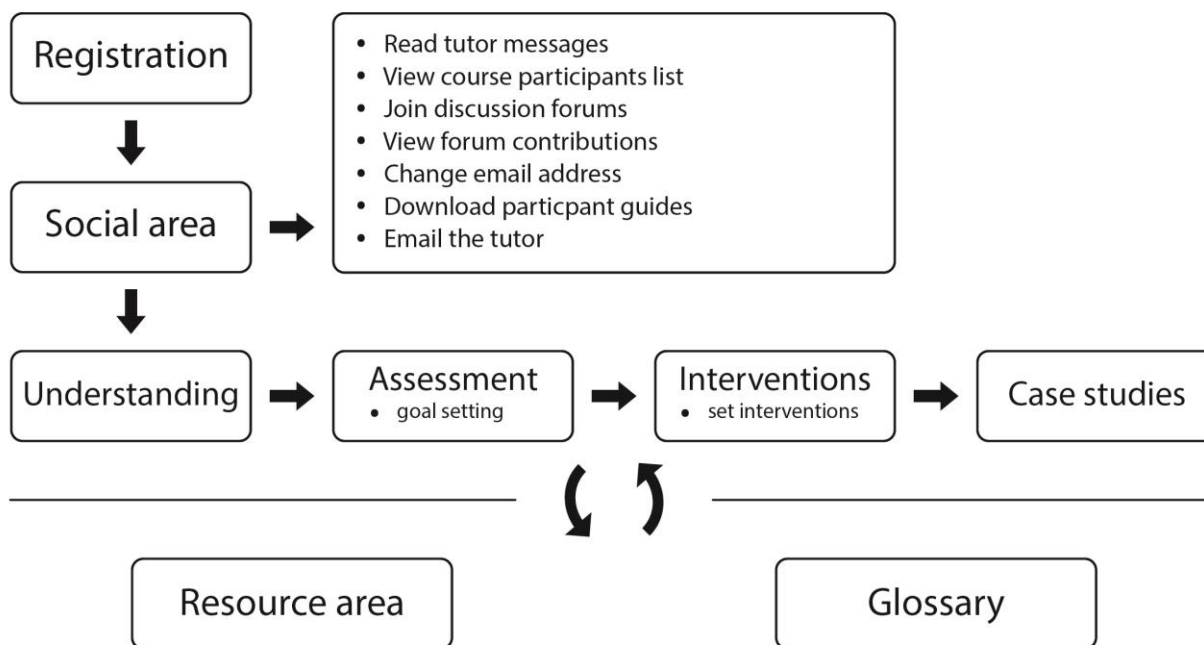 Registration
• Read tutor messages
• View course participants list
• Join discussion forums
• View forum contributions
• Change email address
• Download particpant guides
• Email the tutor
Social area
Understanding
Assessment
• goal setting
Interventions
• set interventions
Case studies
Resource area
Glossary